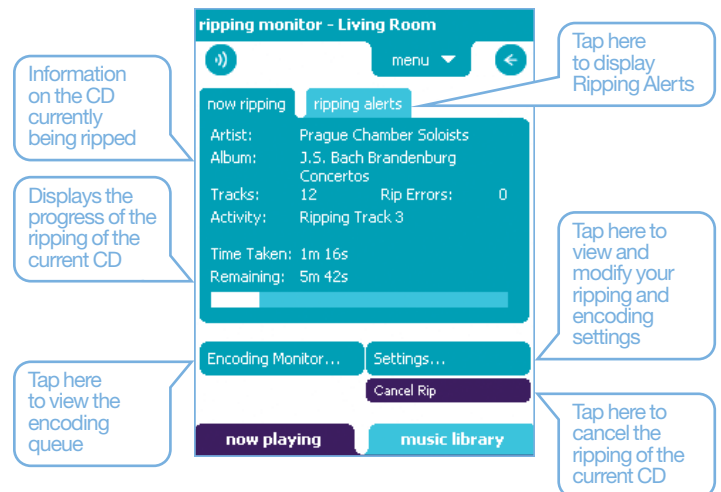 ripping monitor - Living Room
menu
now ripping
ripping alerts
Artist: Prague Chamber Soloists
Album: J.S. Bach Brandenburg
Concertos
Tracks: 12 Rip Errors: 0
Activity: Ripping Track 3
Time Taken: 1m 16s
Remaining: 5m 42s
Encoding Monitor...
Settings...
Cancel Rip
now playing
music library
Information
on the CD
currently
being ripped
Displays the
progress of the
ripping of the
current CD
Tap here
to view the
encoding
queue
Tap here
to display
Ripping Alerts
Tap here to
view and
modify your
ripping and
encoding
settings
Tap here to
cancel the
ripping of the
current CD